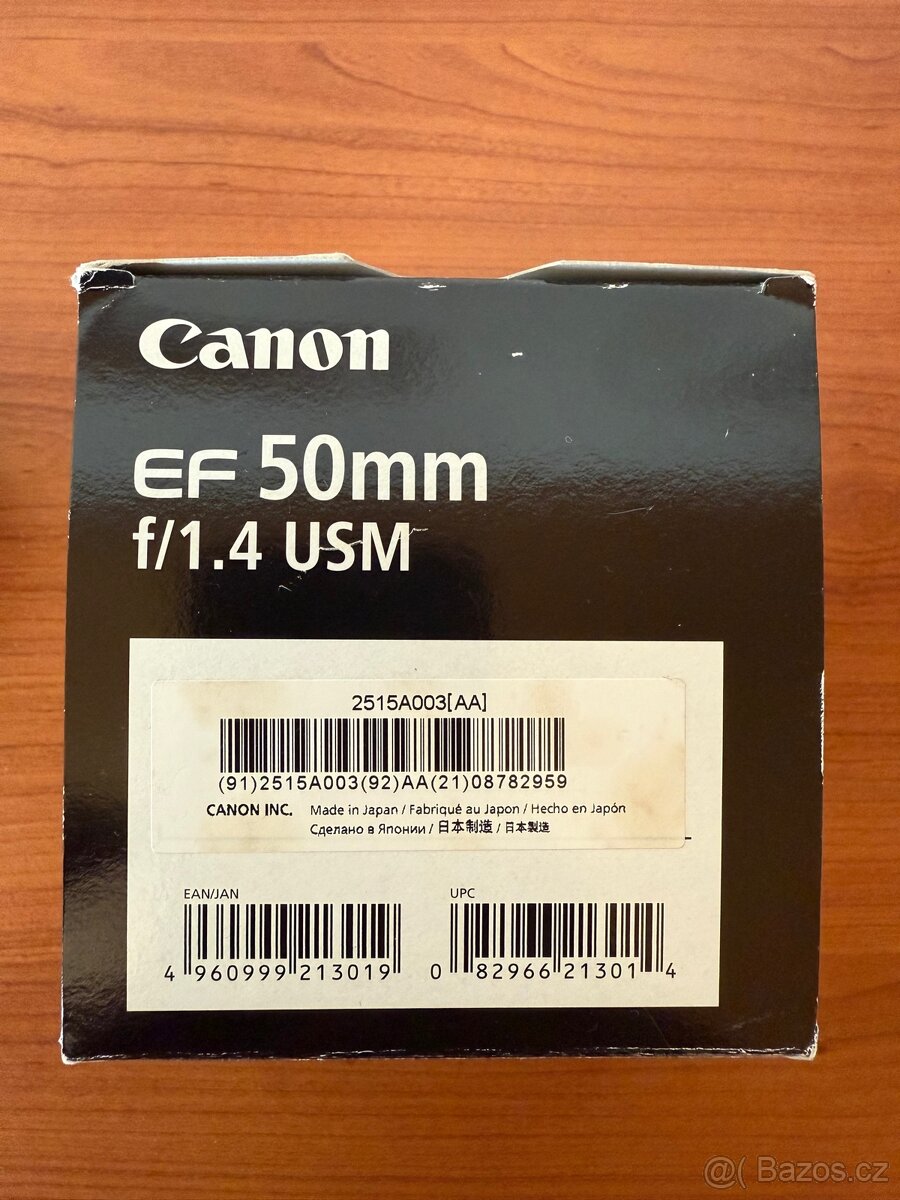 Canon
EF 50mm
f/1.4 USM
2515A003[AA]
(91)2515A003(92)AA(21)08782959
CANON INC. Made in Japan / Fabriqué au Japon / Hecho en Japón
Сделано в Японии / 日本制造 / 日本製造
EAN/JAN UPC
4 960999 213019 0 82966 21301 4
@( Bazos.cz